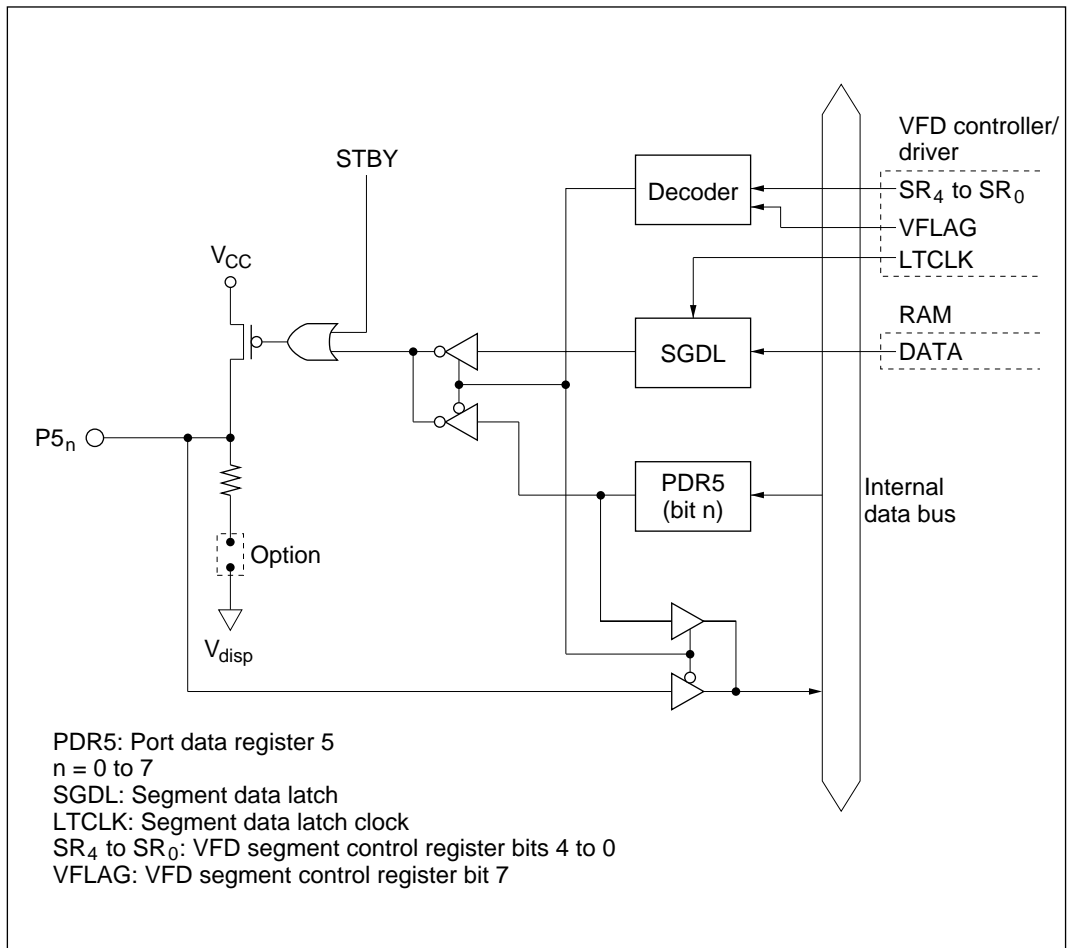 VFD controller/
driver
STBY
Decoder
SR4 to SR0
VFLAG
VCC
LTCLK
RAM
SGDL
DATA
P5n
PDR5
(bit n)
Internal
data bus
Option
Vdisp
PDR5: Port data register 5
n = 0 to 7
SGDL: Segment data latch
LTCLK: Segment data latch clock
SR4 to SR0: VFD segment control register bits 4 to 0
VFLAG: VFD segment control register bit 7